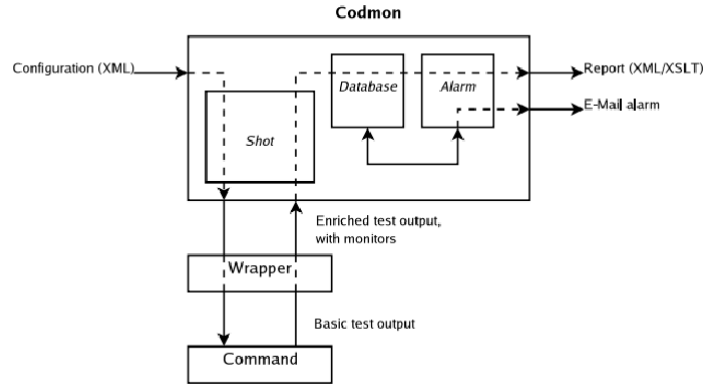 Codmon
Configuration (XML)
Report (XML/XSLT)
Database
Alarm
E-Mail alarm
Shot
Enriched test output,
with monitors
Wrapper
Basic test output
Command